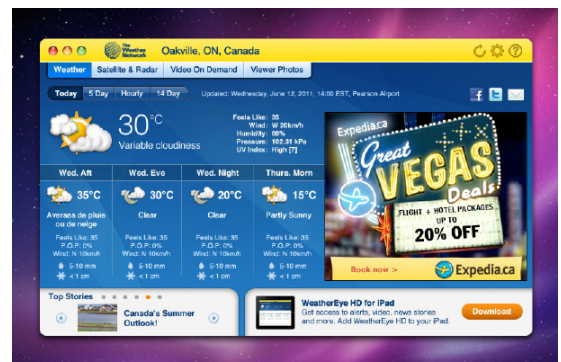 The Weather Network
Oakville, ON, Canada
Weather
Satellite & Radar
Video On Demand
Viewer Photos
Today
5 Day
Hourly
14 Day
Updated: Wednesday, June 12, 2011, 14:00 EST, Pearson Airport
30°C
Variable cloudiness
Feels Like: 35
Wind: W 20km/h
Humidity: 68%
Pressure: 102.31 kPa
UV Index: High [7]
Wed. Aft
Wed. Eve
Wed. Night
Thurs. Morn
35°C
30°C
20°C
15°C
Averses de pluie
ou de neige
Clear
Clear
Partly Sunny
Feels Like: 35
P.O.P: 0%
Wind: N 10km/h
5-10 mm
< 1 cm
Feels Like: 35
P.O.P: 0%
Wind: N 10km/h
5-10 mm
< 1 cm
Feels Like: 35
P.O.P: 0%
Wind: N 10km/h
5-10 mm
< 1 cm
Feels Like: 35
P.O.P: 0%
Wind: N 10km/h
5-10 mm
< 1 cm
Expedia.ca
Great
VEGAS
Deals
FLIGHT + HOTEL PACKAGES
UP TO
20% OFF
Book now >
Expedia.ca
Top Stories
Canada's Summer
Outlook!
WeatherEye HD for iPad
Get access to alerts, video, news stories
and more. Add WeatherEye HD to your iPad.
Download